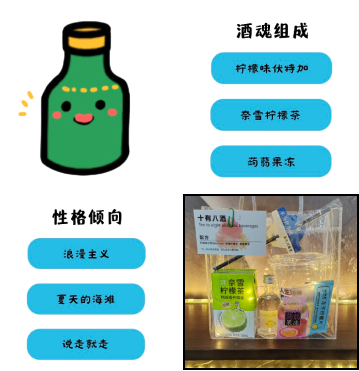 酒魂组成
柠檬味伏特加
奈雪柠檬茶
蒟蒻果冻
性格倾向
浪漫主义
夏天的海滩
说走就走
十有八酒
奈雪
柠檬茶